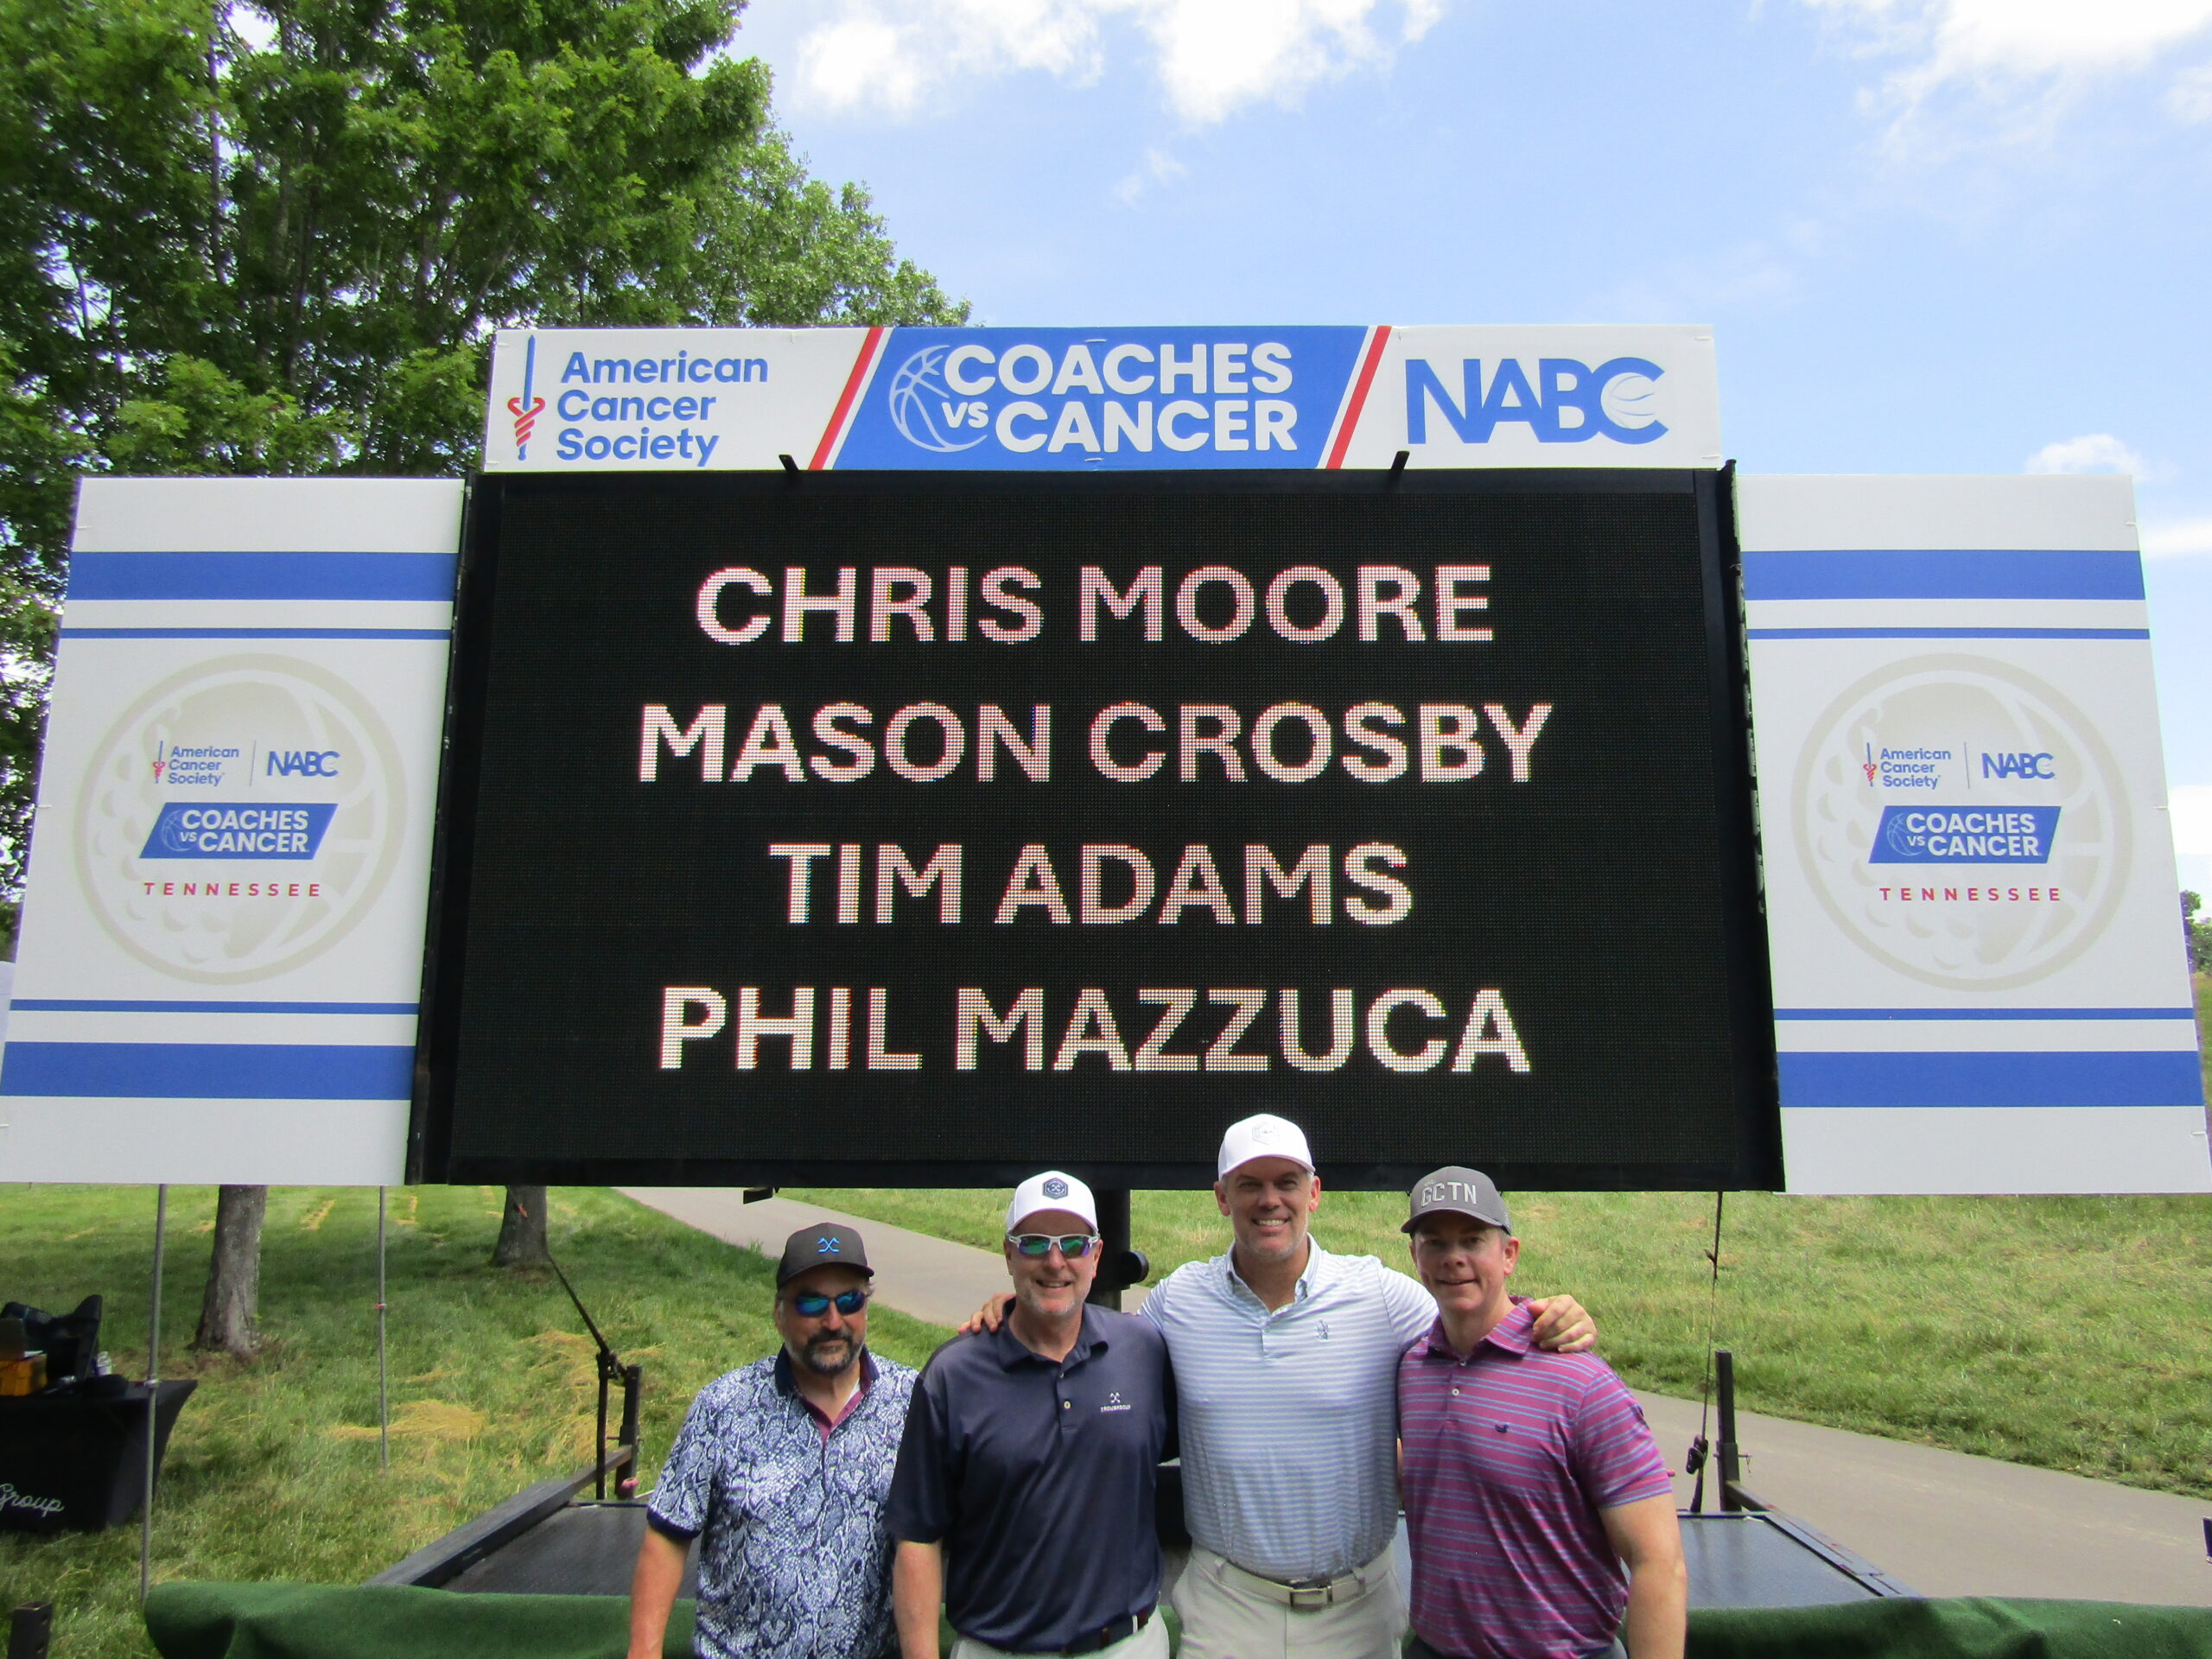 American
Cancer
Society
COACHES
VS CANCER
NABC
CHRIS MOORE
MASON CROSBY
TIM ADAMS
PHIL MAZZUCA
American
Cancer
Society
NABC
COACHES
VS CANCER
TENNESSEE
American
Cancer
Society
NABC
COACHES
VS CANCER
TENNESSEE
GCTN
Group